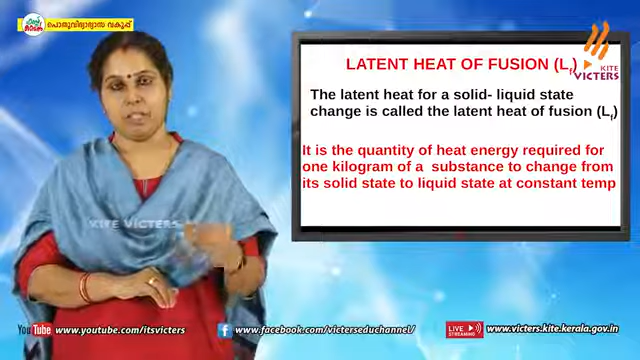 പൊതുവിദ്യാഭ്യാസ വകുപ്പ്
LATENT HEAT OF FUSION (Lf)
KITE
VICTERS
The latent heat for a solid- liquid state
change is called the latent heat of fusion (Lf)
It is the quantity of heat energy required for
one kilogram of a substance to change from
its solid state to liquid state at constant temp
KITE VICTERS
YouTube
www.youtube.com/itsvicters
www.facebook.com/victerseduchannel/
LIVE
STREAMING
www.victers.kite.kerala.gov.in